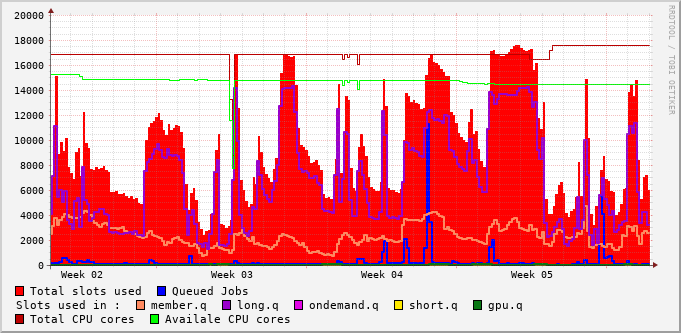 20000
18000
16000
14000
12000
10000
8000
6000
4000
2000
0
Week 02 Week 03 Week 04 Week 05
RRDTOOL / TOBI OETIKER
Total slots used Queued Jobs
Slots used in : member.q long.q ondemand.q short.q gpu.q
Total CPU cores Availale CPU cores